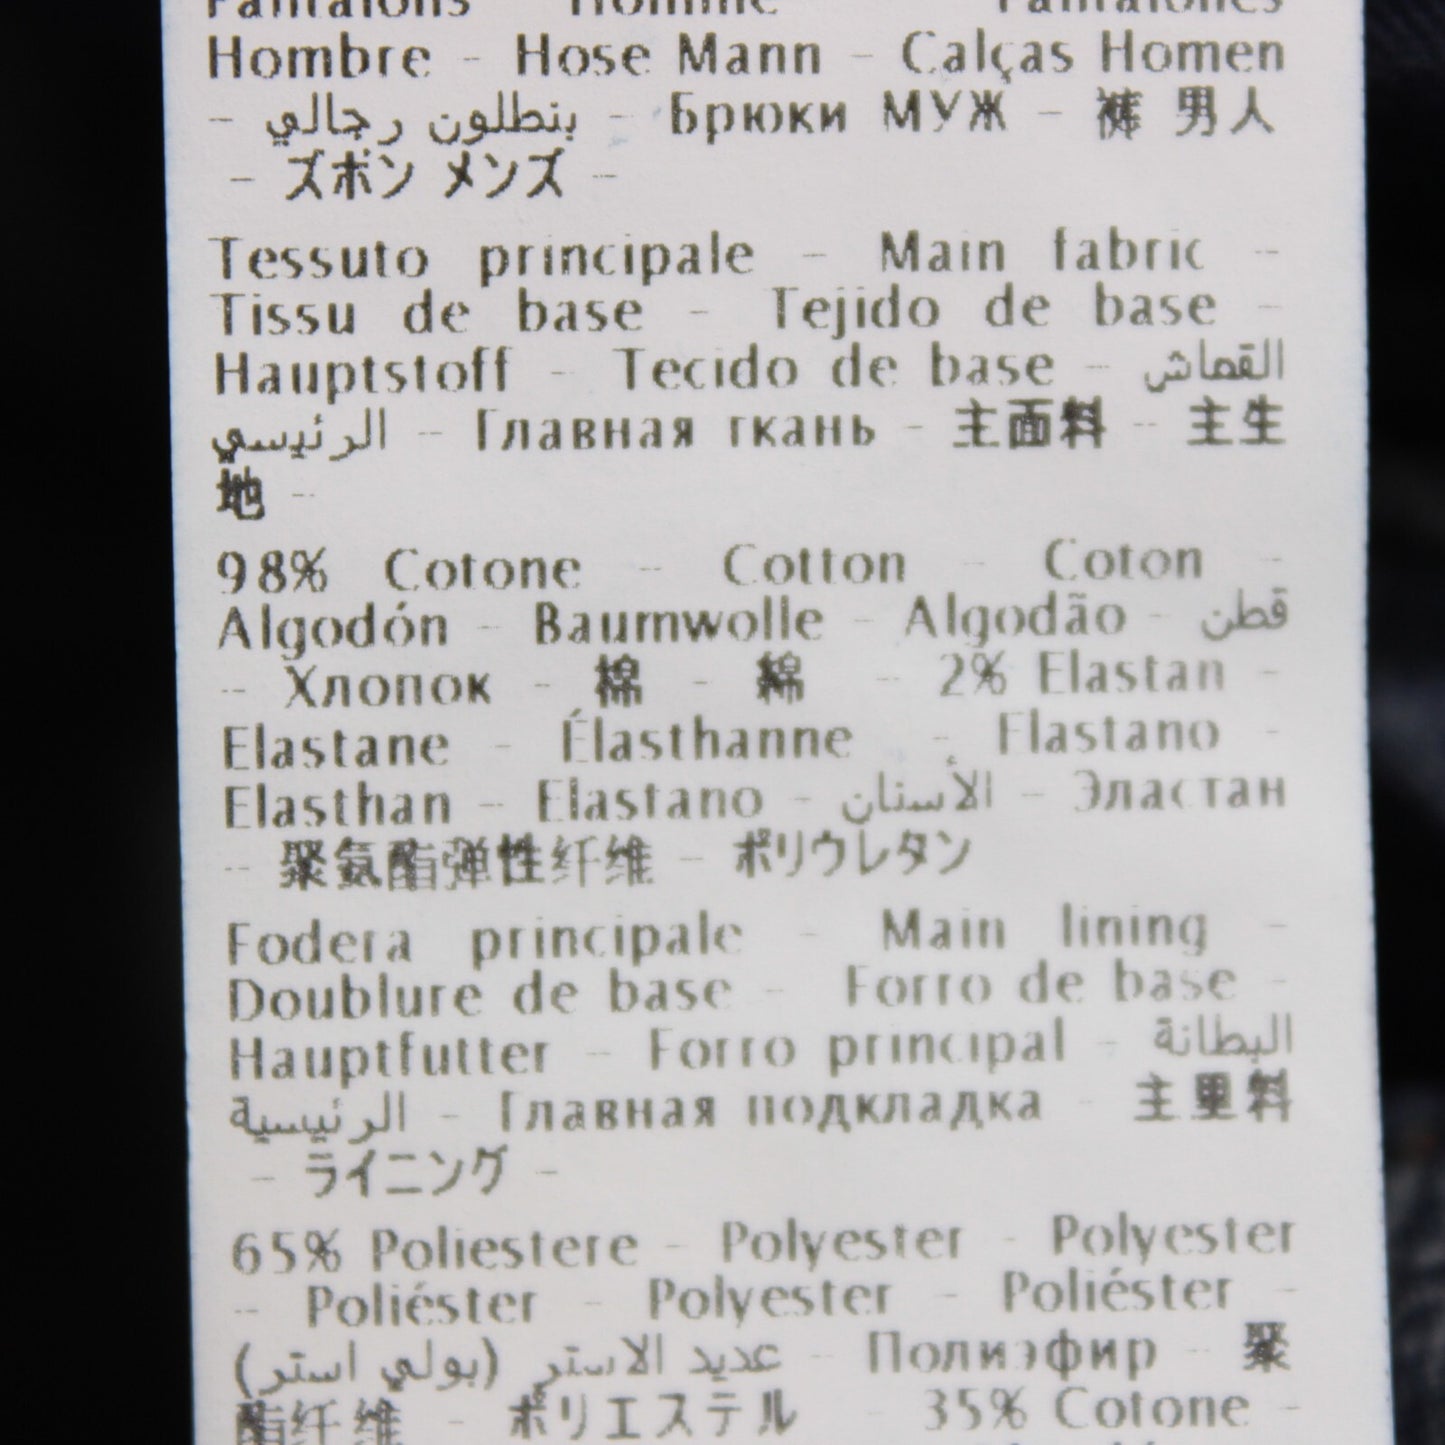 Pantalons Homme Pantalones
Hombre - Hose Mann - Calças Homen
- بنطلون رجالي - Брюки МУЖ - 裤 男人
- ズボン メンズ -
Tessuto principale - Main fabric -
Tissu de base - Tejido de base -
Hauptstoff - Tecido de base - القماش
الرئيسي - Главная ткань - 主面料 - 主生
地 -
98% Cotone - Cotton - Coton -
Algodón - Baumwolle - Algodão - قطن
- Хлопок - 棉 - 綿 - 2% Elastan -
Elastane - Élasthanne - Elastano -
Elasthan - Elastano - الأستان - Эластан
- 聚氨酯弹性纤维 - ポリウレタン
Fodera principale - Main lining -
Doublure de base - Forro de base -
Hauptfutter - Forro principal - البطانة
الرئيسية - Главная подкладка - 主里料
- ライニング -
65% Poliestere - Polyester - Polyester
- Poliéster - Polyester - Poliéster -
عديد الاستر (بولي استر) - Полиэфир - 聚
酯纤维 - ポリエステル - 35% Cotone -